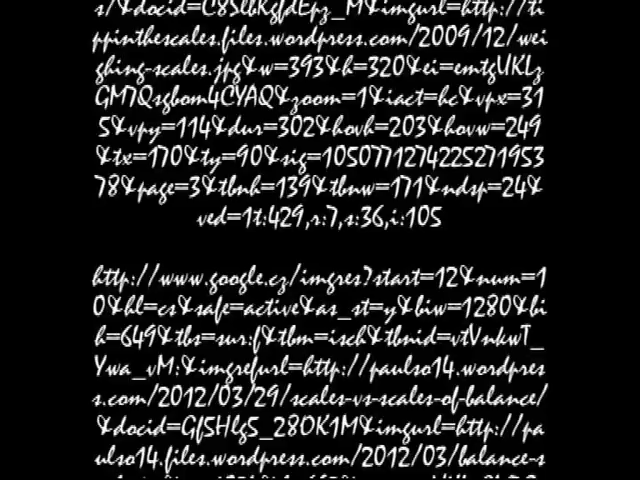 s/&docid=C8SlbKgfdEpz_M&imgurl=http://ti
ppinthescales.files.wordpress.com/2009/12/wei
ghing-scales.jpg&w=393&h=320&ei=emtgUKLz
GM7Qsgbom4CYAQ&zoom=1&iact=hc&vpx=31
5&vpy=114&dur=302&hovh=203&hovw=249
&tx=170&ty=90&sig=1050771274225271953
78&page=3&tbnh=139&tbnw=171&ndsp=24&
ved=1t:429,r:7,s:36,i:105
http://www.google.cz/imgres?start=12&num=1
0&hl=cs&safe=active&as_st=y&biw=1280&bi
h=649&tbs=sur:f&tbm=isch&tbnid=vtVnkwT_
Ywa_vM:&imgrefurl=http://paulso14.wordpres
s.com/2012/03/29/scales-vs-scales-of-balance/
&docid=Gf5Hlg5_28OK1M&imgurl=http://pa
ulso14.files.wordpress.com/2012/03/balance-s